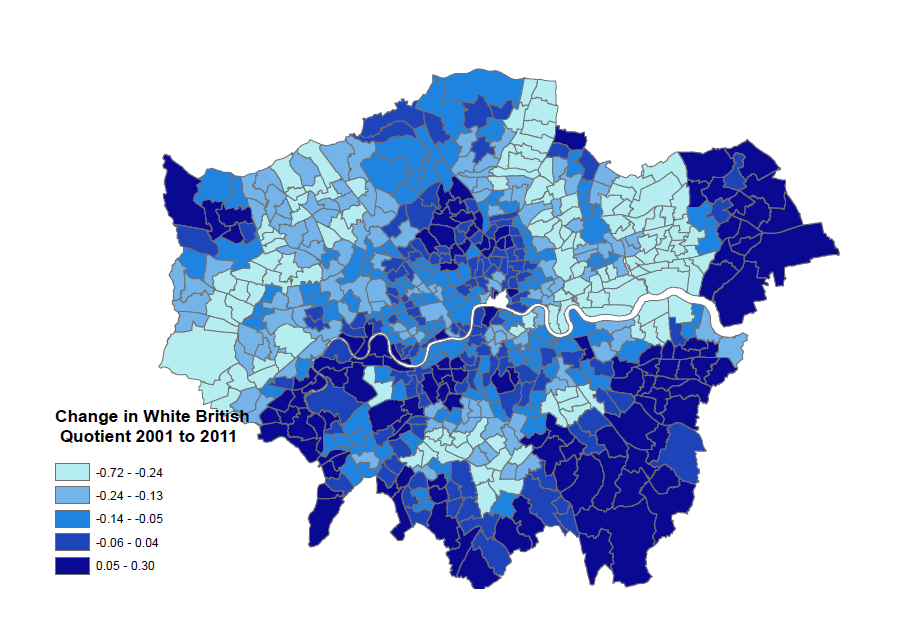 Change in White British
Quotient 2001 to 2011
-0.72 - -0.24
-0.24 - -0.13
-0.14 - -0.05
-0.06 - 0.04
0.05 - 0.30